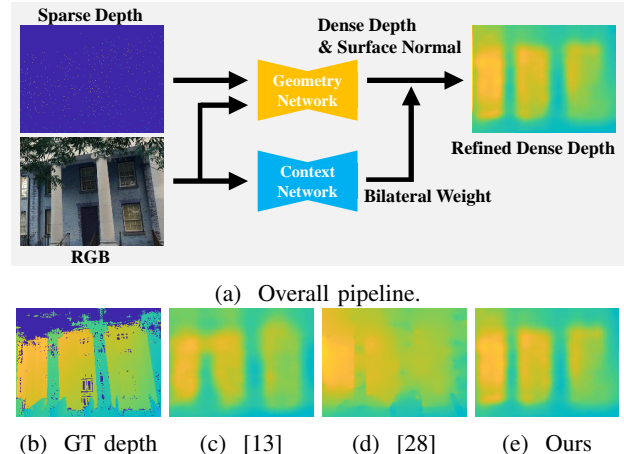 Sparse Depth
Dense Depth
& Surface Normal
Geometry
Network
Refined Dense Depth
Context
Network
Bilateral Weight
RGB
(a) Overall pipeline.
(b) GT depth (c) [13] (d) [28] (e) Ours